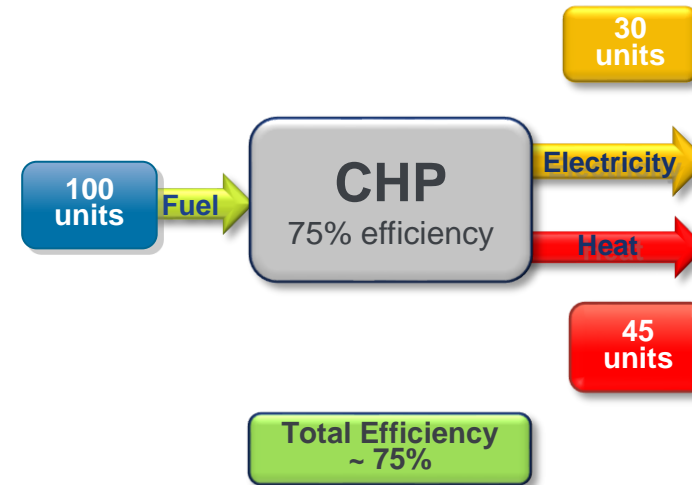 30
units
100
units
Fuel
CHP
75% efficiency
Electricity
Heat
45
units
Total Efficiency
~ 75%